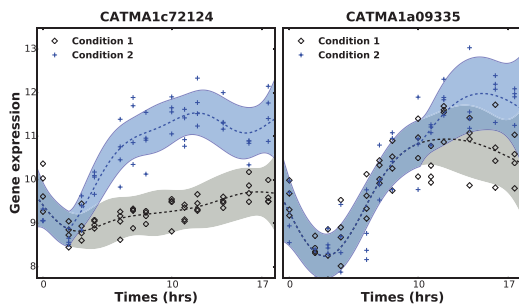 CATMA1c72124
CATMA1a09335
Condition 1
Condition 2
Condition 1
Condition 2
Gene expression
13
12
11
10
9
8
0
10
17
0
10
17
Times (hrs)
Times (hrs)